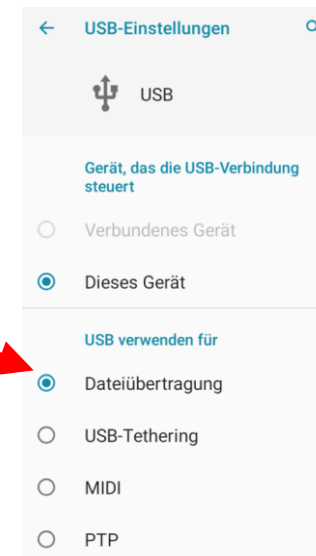 USB-Einstellungen
USB
Gerät, das die USB-Verbindung
steuert
Verbundenes Gerät
Dieses Gerät
USB verwenden für
Dateiübertragung
USB-Tethering
MIDI
PTP